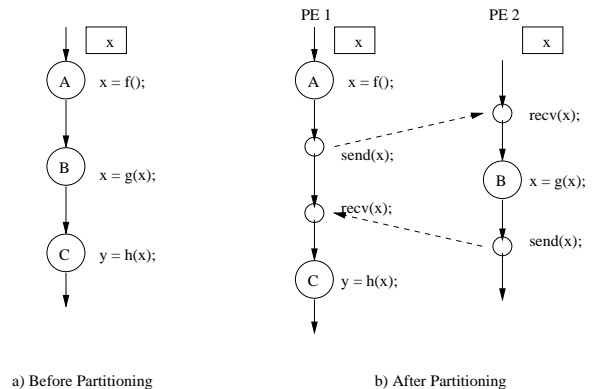 x
A
x = f();
B
x = g(x);
C
y = h(x);
a) Before Partitioning
PE 1
x
A
x = f();
send(x);
recv(x);
C
y = h(x);
PE 2
x
recv(x);
B
x = g(x);
send(x);
b) After Partitioning